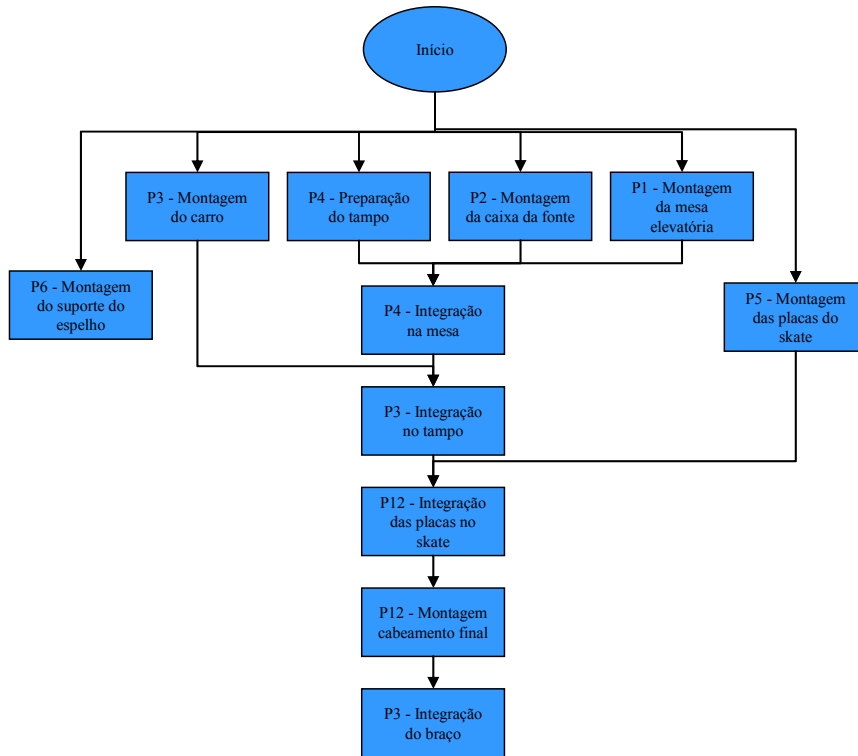 Início
P3 - Montagem
do carro
P4 - Preparação
do tampo
P2 - Montagem
da caixa da fonte
P1 - Montagem
da mesa
elevatória
P6 - Montagem
do suporte do
espelho
P4 - Integração
na mesa
P5 - Montagem
das placas do
skate
P3 - Integração
no tampo
P12 - Integração
das placas no
skate
P12 - Montagem
cabeamento final
P3 - Integração
do braço